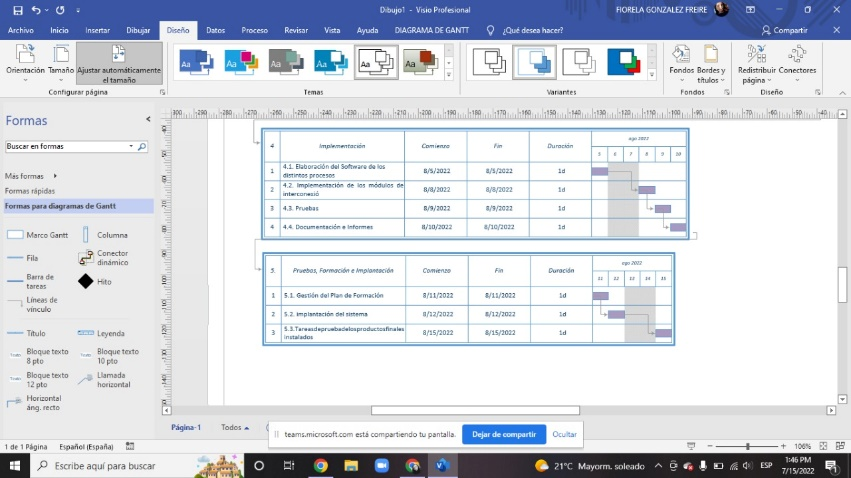 Dibujo1 - Visio Profesional
FIORELA GONZALEZ FREIRE
Archivo Inicio Insertar Dibujar Diseño Datos Proceso Revisar Vista Ayuda DIAGRAMA DE GANTT ¿Qué desea hacer? Compartir
Orientación Tamaño Ajustar automáticamente el tamaño
Aa Aa Aa Aa Aa Aa
Fondos Bordes y títulos
Redistribuir página Conectores
Configurar página Temas Variantes Fondos Diseño
Formas
Buscar en formas
Más formas
Formas rápidas
Formas para diagramas de Gantt
Marco Gantt Columna
Fila Conector dinámico
Barra de tareas Hito
Líneas de vínculo
Título Leyenda
Bloque texto 8 pto Bloque texto 10 pto
Bloque texto 12 pto Llamada horizontal
Horizontal áng. recto
4 Implementación Comienzo Fin Duración ago 2022
5 6 7 8 9 10
1 4.1. Elaboración del Software de los distintos procesos 8/5/2022 8/5/2022 1d
2 4.2. Implementación de los módulos de interconexió 8/8/2022 8/8/2022 1d
3 4.3. Pruebas 8/9/2022 8/9/2022 1d
4 4.4. Documentación e Informes 8/10/2022 8/10/2022 1d
5. Pruebas, Formación e Implantación Comienzo Fin Duración ago 2022
11 12 13 14 15
1 5.1. Gestión del Plan de Formación 8/11/2022 8/11/2022 1d
2 5.2. Implantación del sistema 8/12/2022 8/12/2022 1d
3 5.3.Tareasdepruebadelosproductosfinales instalados 8/15/2022 8/15/2022 1d
Página-1 Todos
teams.microsoft.com está compartiendo tu pantalla. Dejar de compartir Ocultar
1 de 1 Página Español (España) 106%
Escribe aquí para buscar
21°C Mayorm. soleado ESP 1:46 PM
7/15/2022